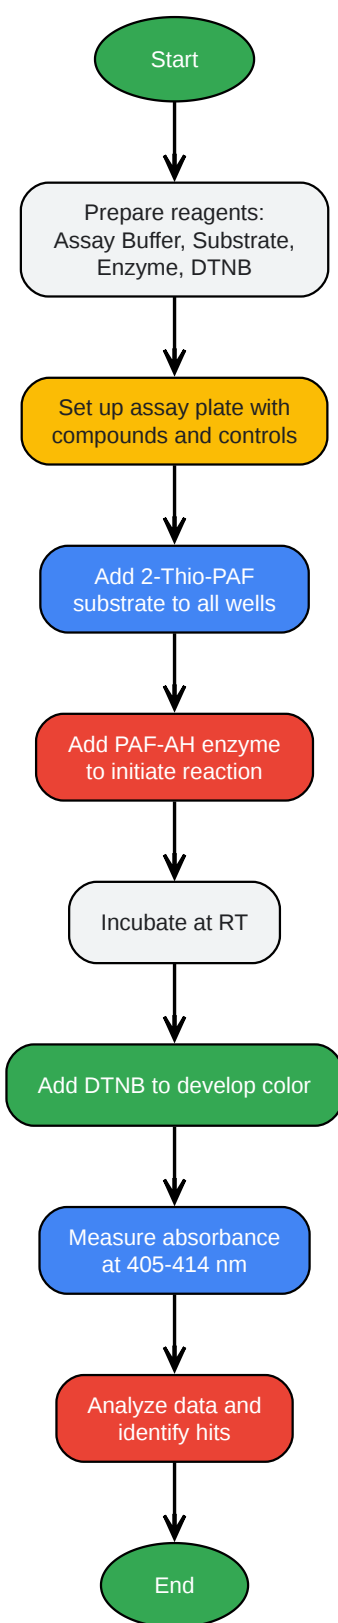 Start
Prepare reagents:
Assay Buffer, Substrate,
Enzyme, DTNB
Set up assay plate with
compounds and controls
Add 2-Thio-PAF
substrate to all wells
Add PAF-AH enzyme
to initiate reaction
Incubate at RT
Add DTNB to develop color
Measure absorbance
at 405-414 nm
Analyze data and
identify hits
End